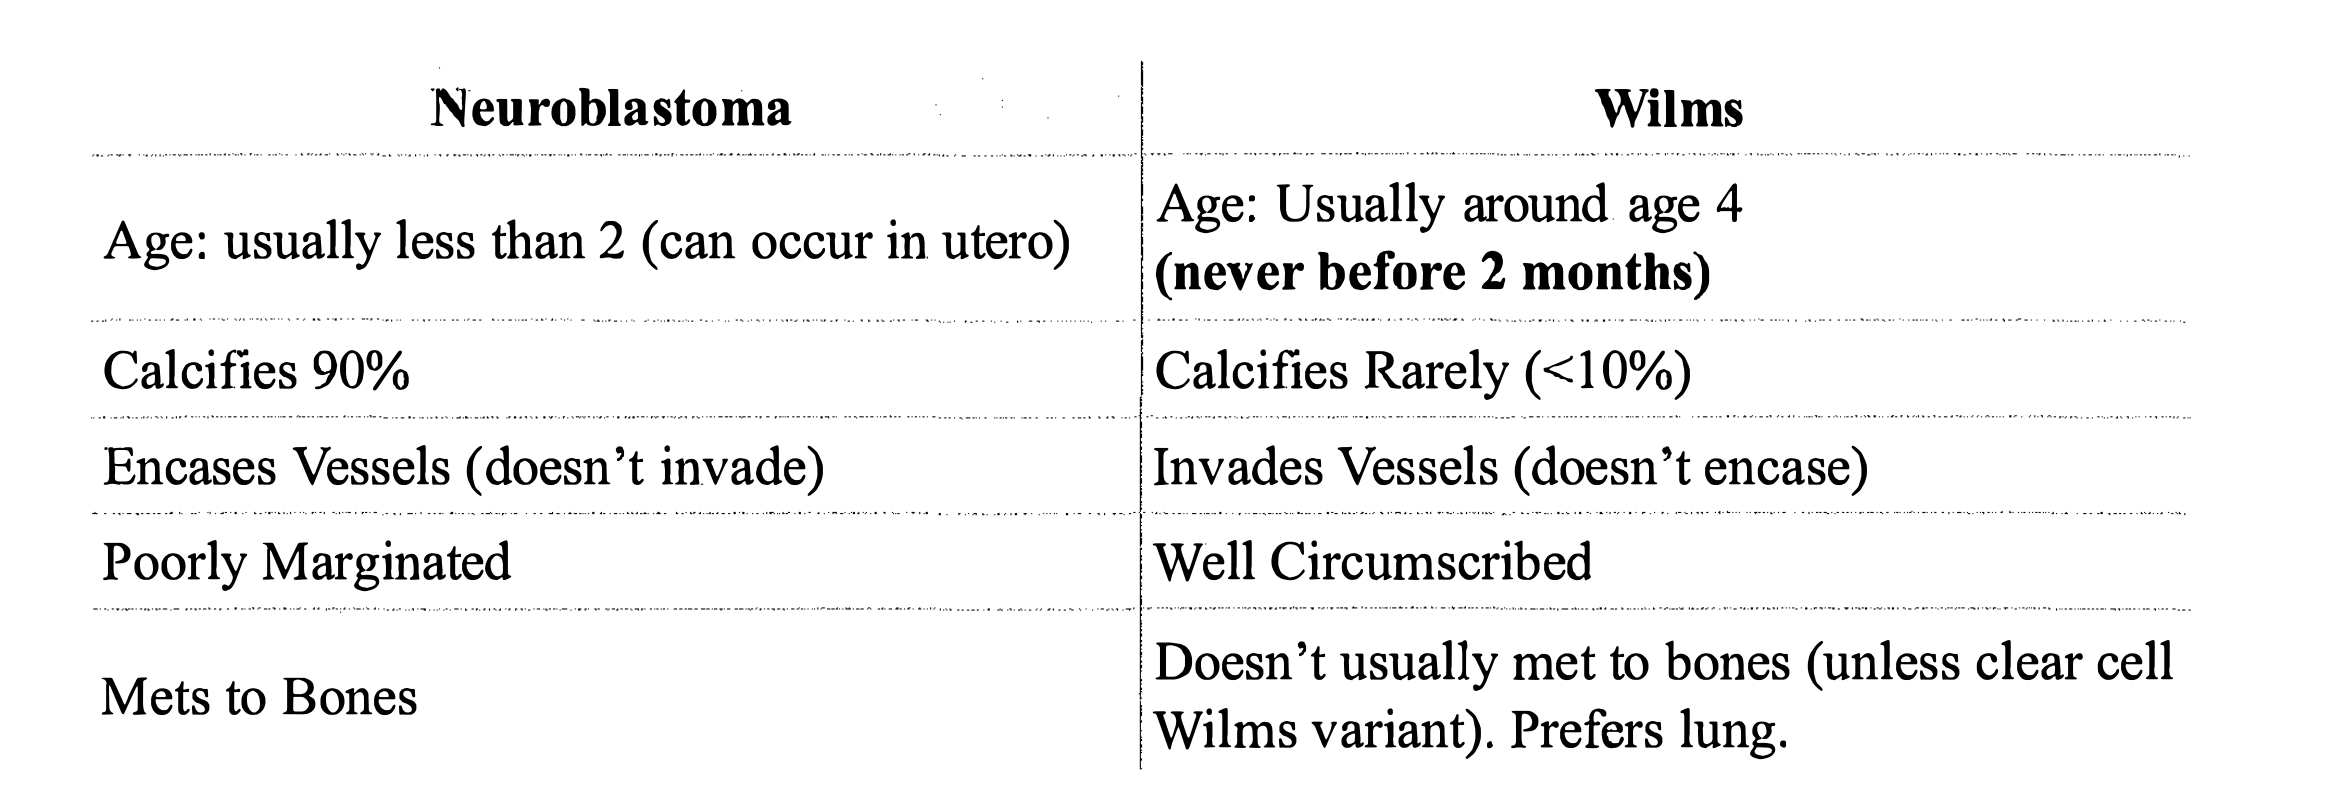 Neuroblastoma
Wilms
Age: usually less than 2 (can occur in utero)
Age: Usually around age 4
(never before 2 months)
Calcifies 90%
Calcifies Rarely (<10%)
Encases Vessels (doesn't invade)
Invades Vessels (doesn't encase)
Poorly Marginated
Well Circumscribed
Mets to Bones
Doesn't usually met to bones (unless clear cell
Wilms variant). Prefers lung.